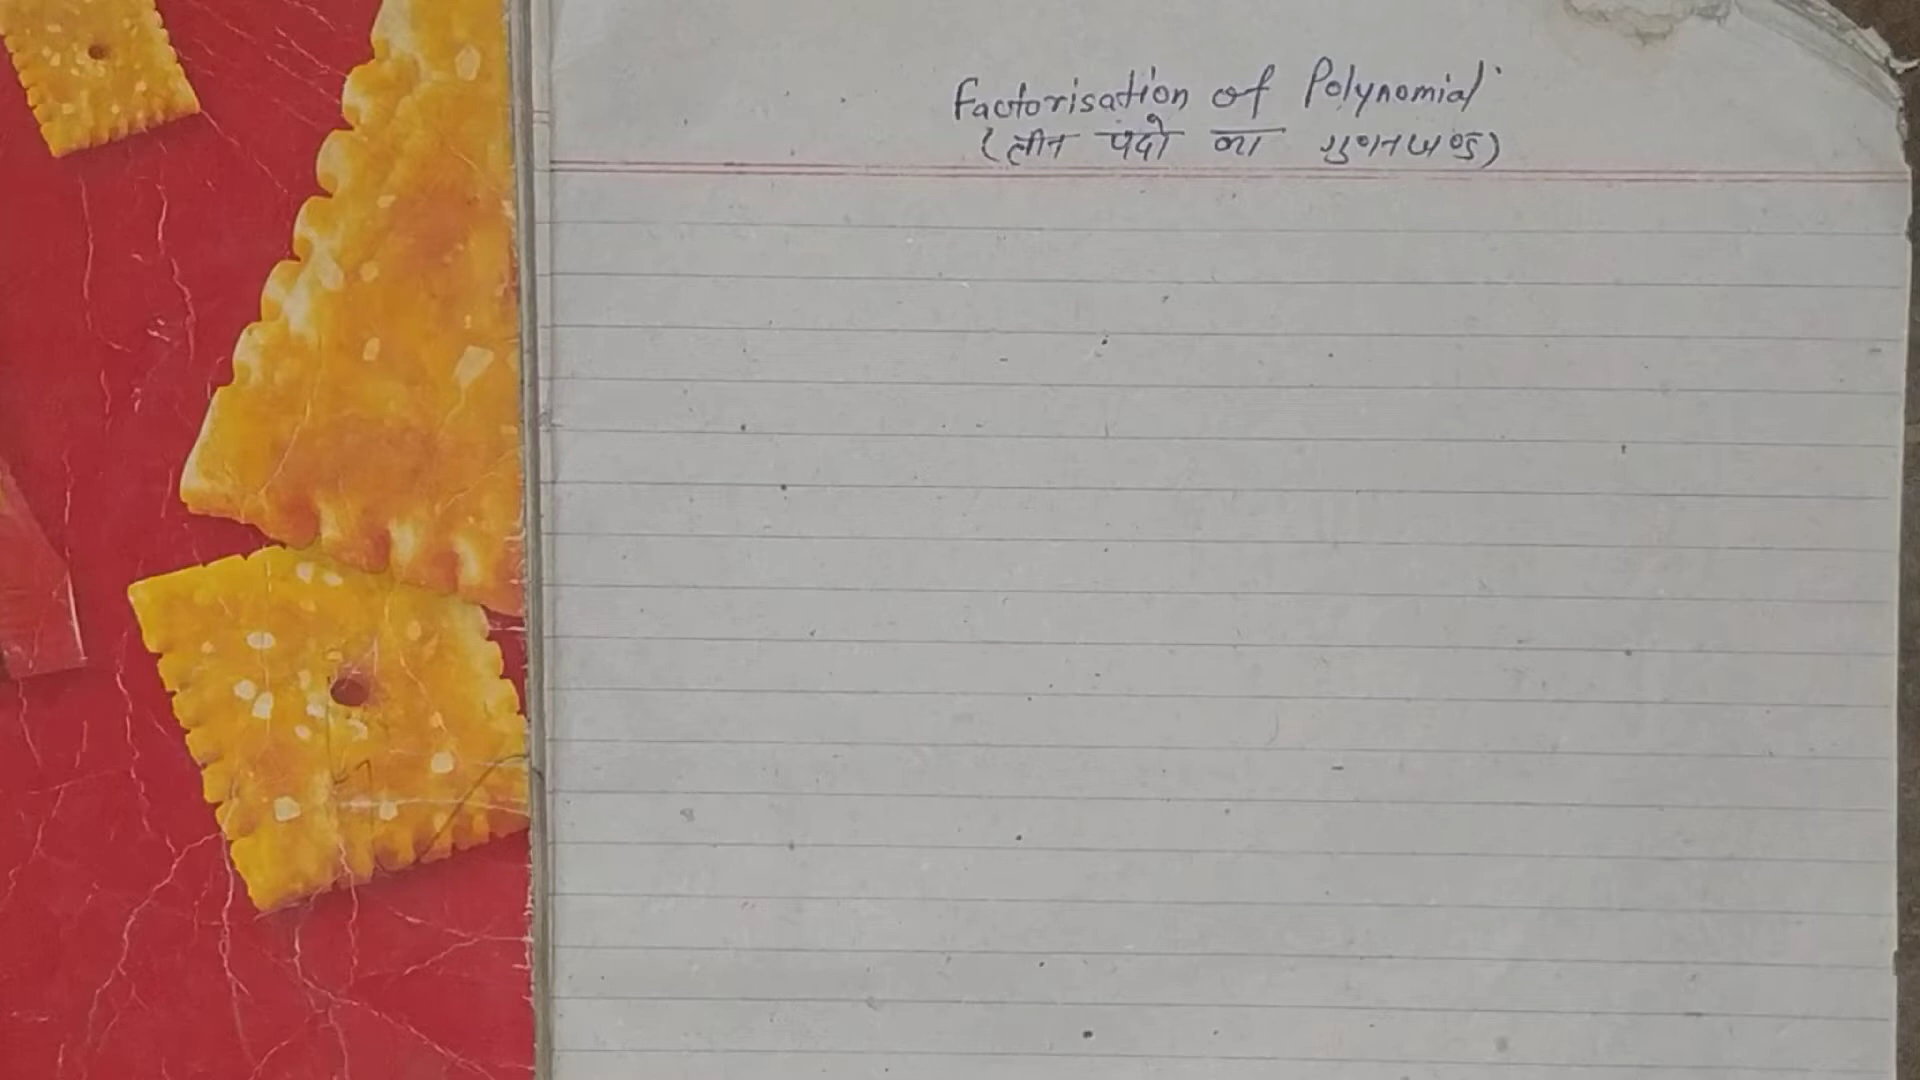 Factorisation of Polynomial
(तीन पदो का गुणनखण्ड)